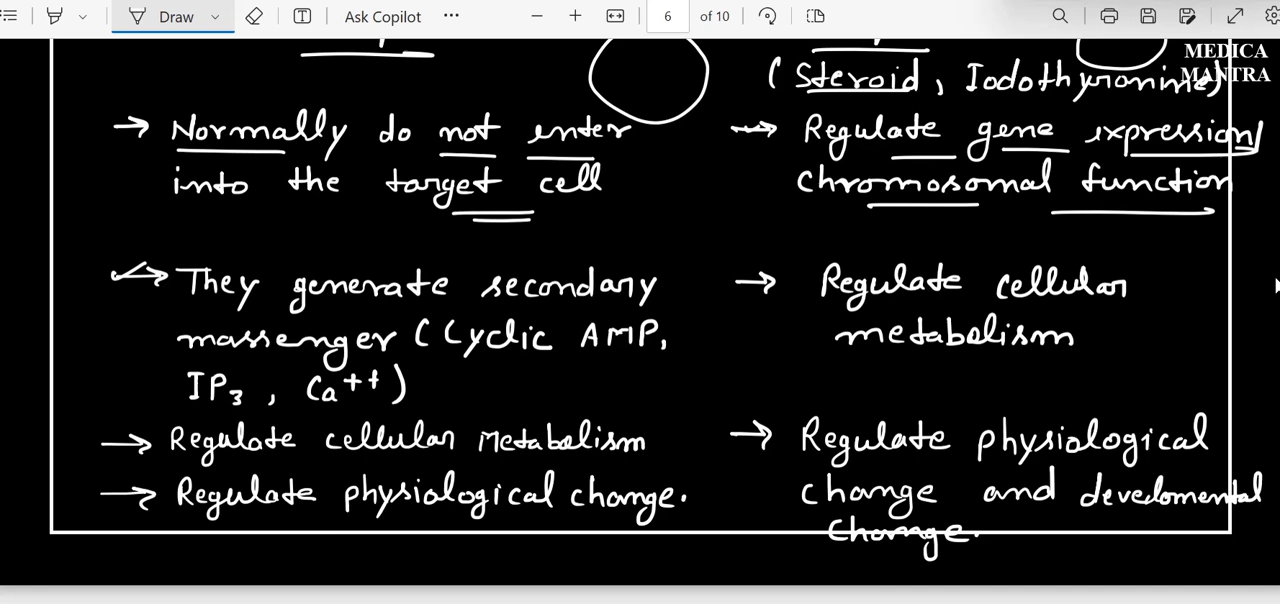 Draw
Ask Copilot
6
of 10
MEDICA
MANTRA
(Steroid, Iodothyronine)
→ Normally do not enter
into the target cell
→ Regulate gene expression/
chromosomal function
→ They generate secondary
massenger (Cyclic AMP,
IP3, Ca++)
→ Regulate cellular
metabolism
→ Regulate cellular Metabolism
→ Regulate physiological change.
→ Regulate physiological
change and devedomental
change.